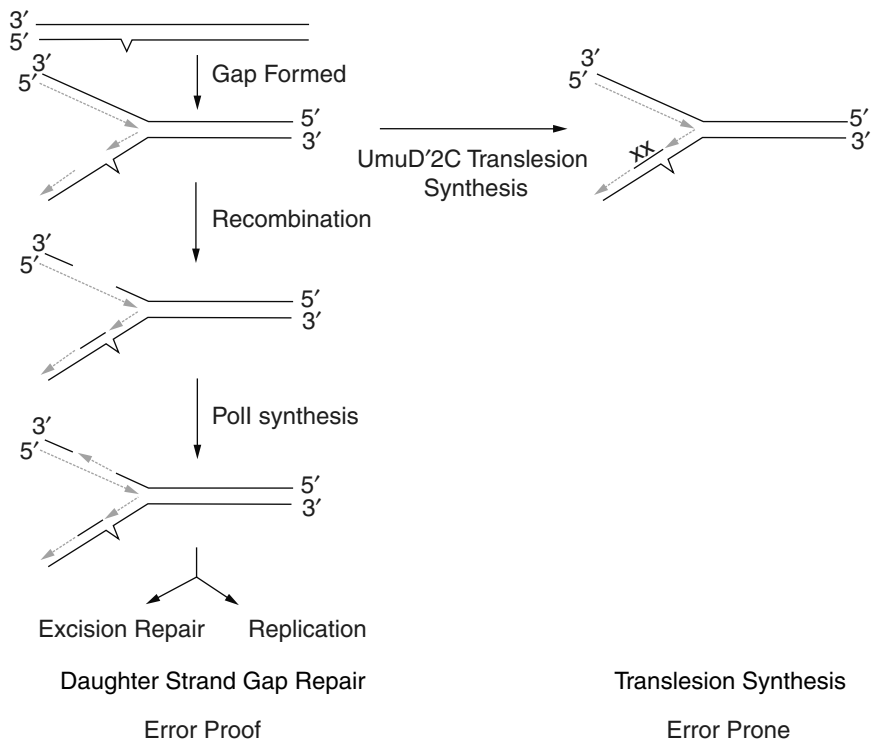 3′
5′
Gap Formed
3′
5′
5′
3′
UmuD′2C Translesion
Synthesis
3′
5′
XX
5′
3′
Recombination
3′
5′
5′
3′
PolI synthesis
3′
5′
5′
3′
Excision Repair Replication
Daughter Strand Gap Repair Translesion Synthesis
Error Proof Error Prone